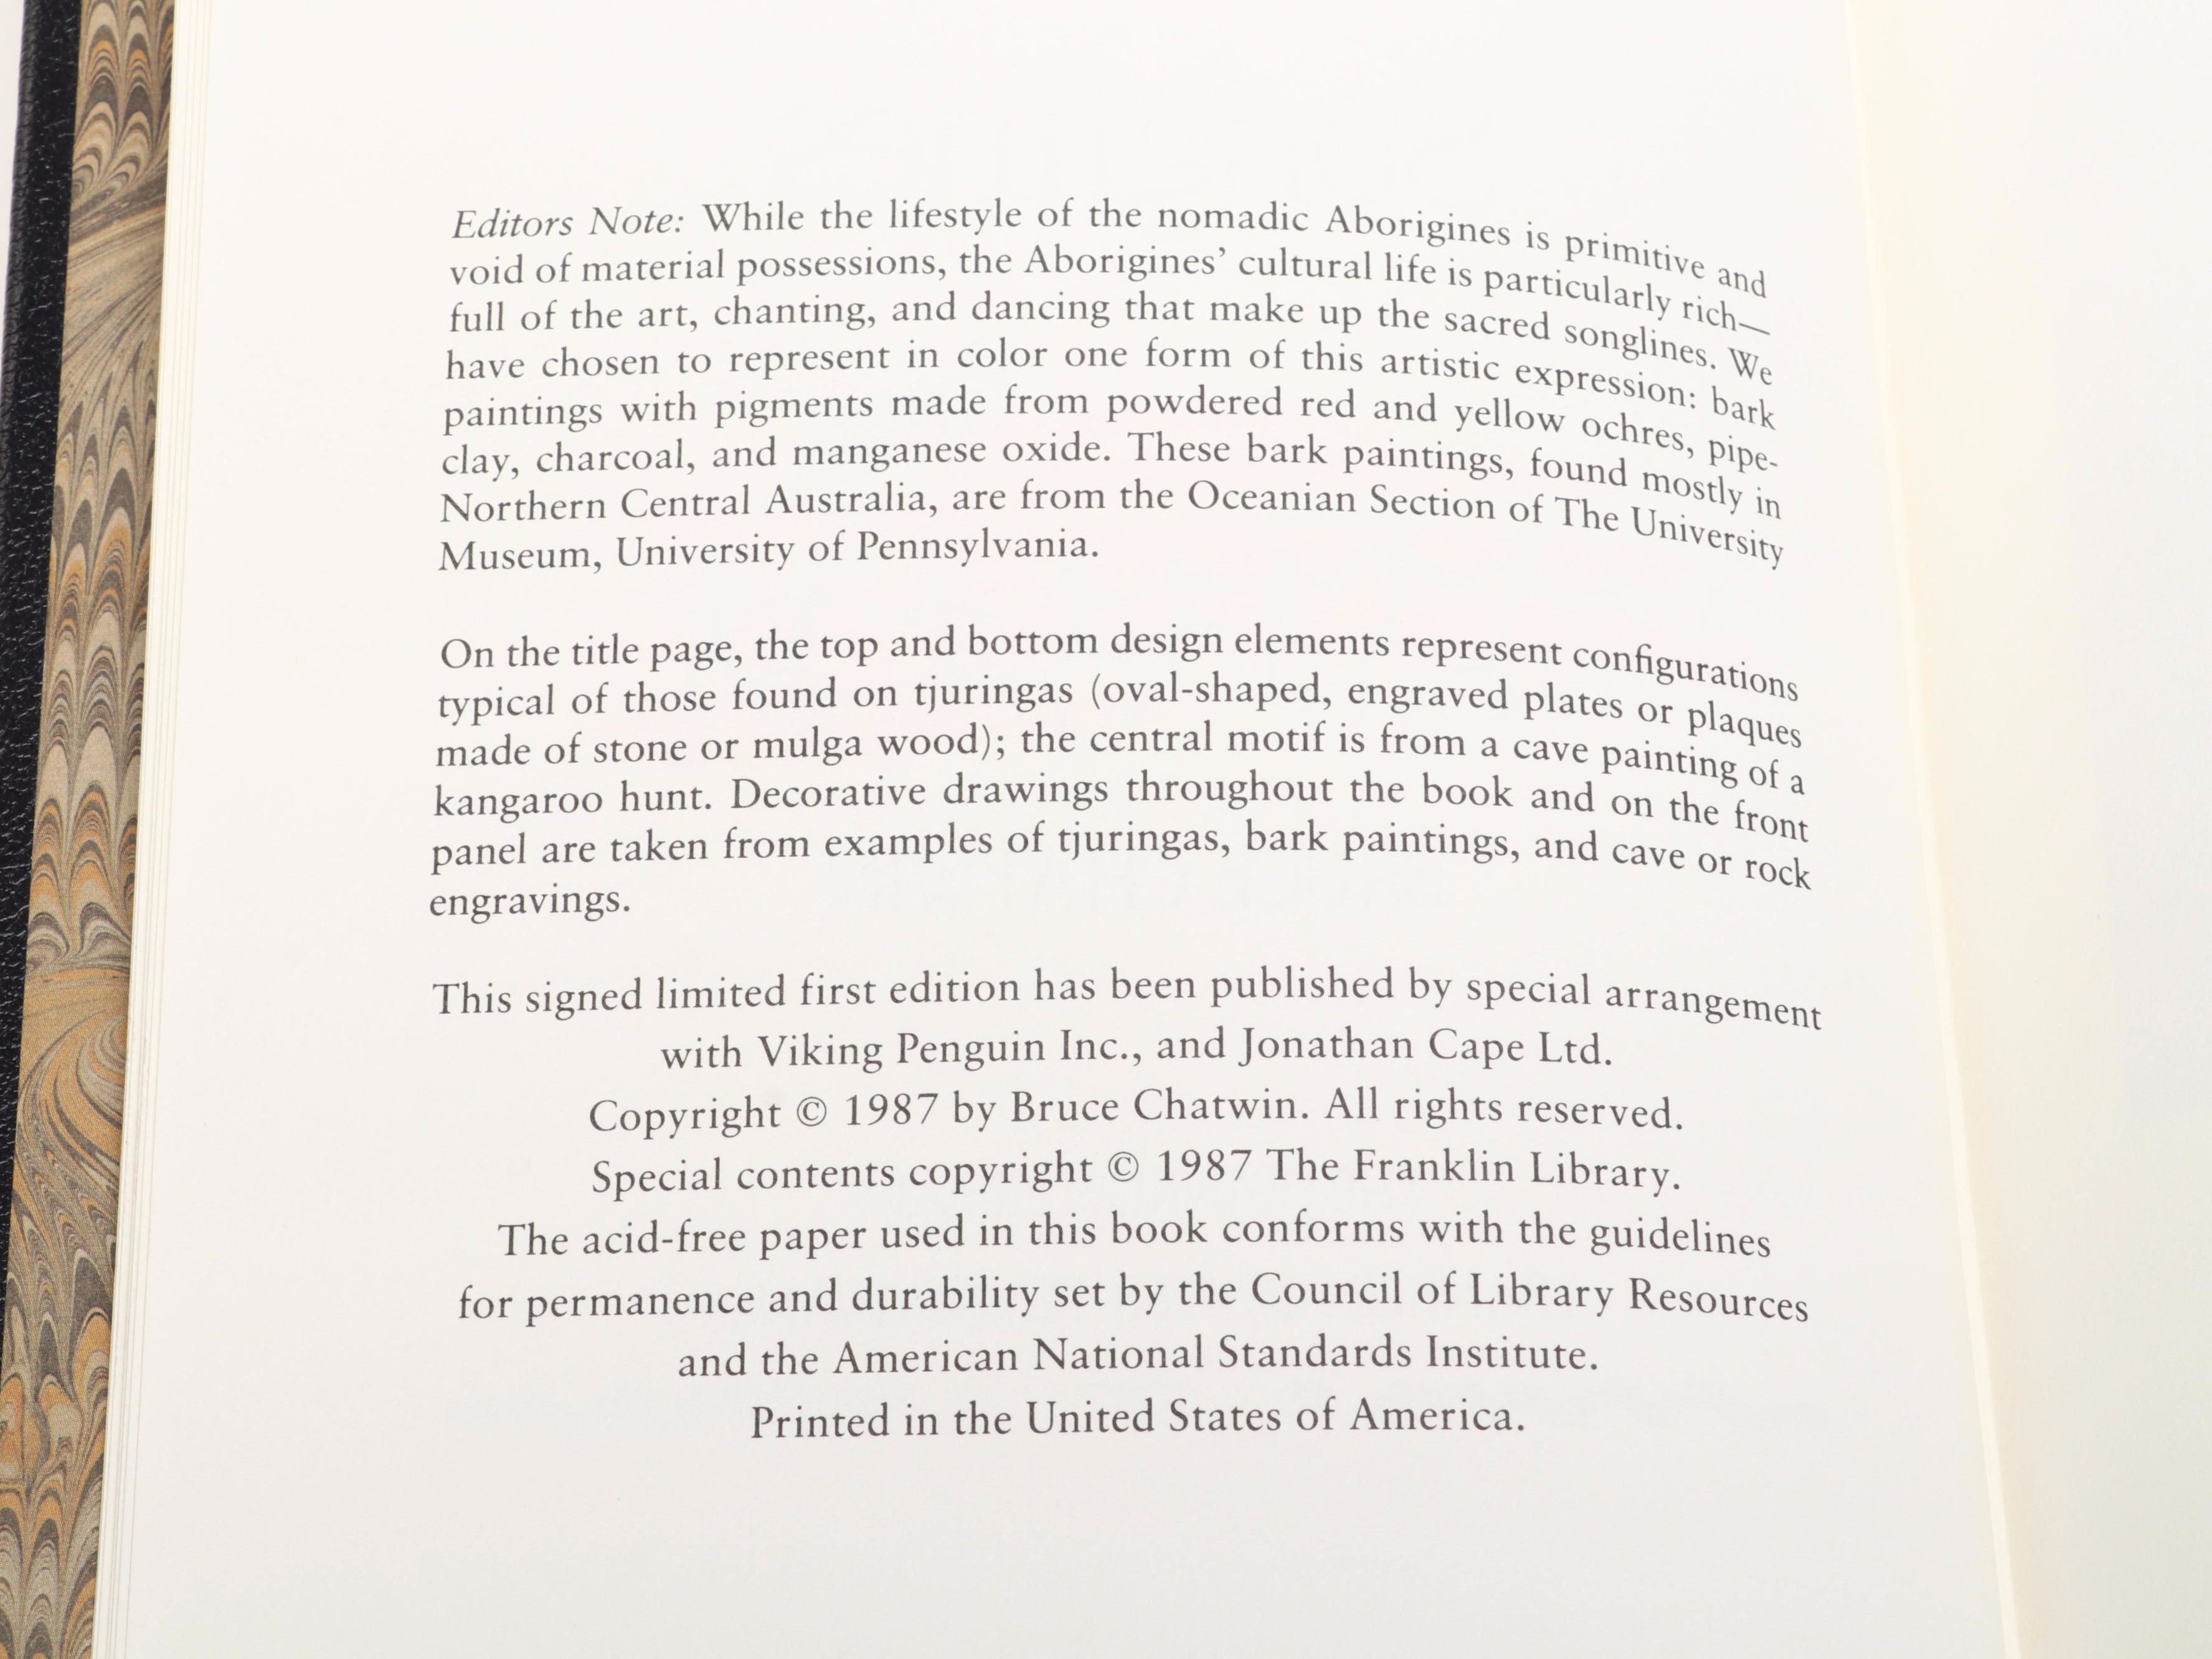 Editors Note: While the lifestyle of the nomadic Aborigines is primitive and
void of material possessions, the Aborigines’ cultural life is particularly rich—
full of the art, chanting, and dancing that make up the sacred songlines. We
have chosen to represent in color one form of this artistic expression: bark
paintings with pigments made from powdered red and yellow ochres, pipe-
clay, charcoal, and manganese oxide. These bark paintings, found mostly in
Northern Central Australia, are from the Oceanian Section of The University
Museum, University of Pennsylvania.
On the title page, the top and bottom design elements represent configurations
typical of those found on tjuringas (oval-shaped, engraved plates or plaques
made of stone or mulga wood); the central motif is from a cave painting of a
kangaroo hunt. Decorative drawings throughout the book and on the front
panel are taken from examples of tjuringas, bark paintings, and cave or rock
engravings.
This signed limited first edition has been published by special arrangement
with Viking Penguin Inc., and Jonathan Cape Ltd.
Copyright © 1987 by Bruce Chatwin. All rights reserved.
Special contents copyright © 1987 The Franklin Library.
The acid-free paper used in this book conforms with the guidelines
for permanence and durability set by the Council of Library Resources
and the American National Standards Institute.
Printed in the United States of America.